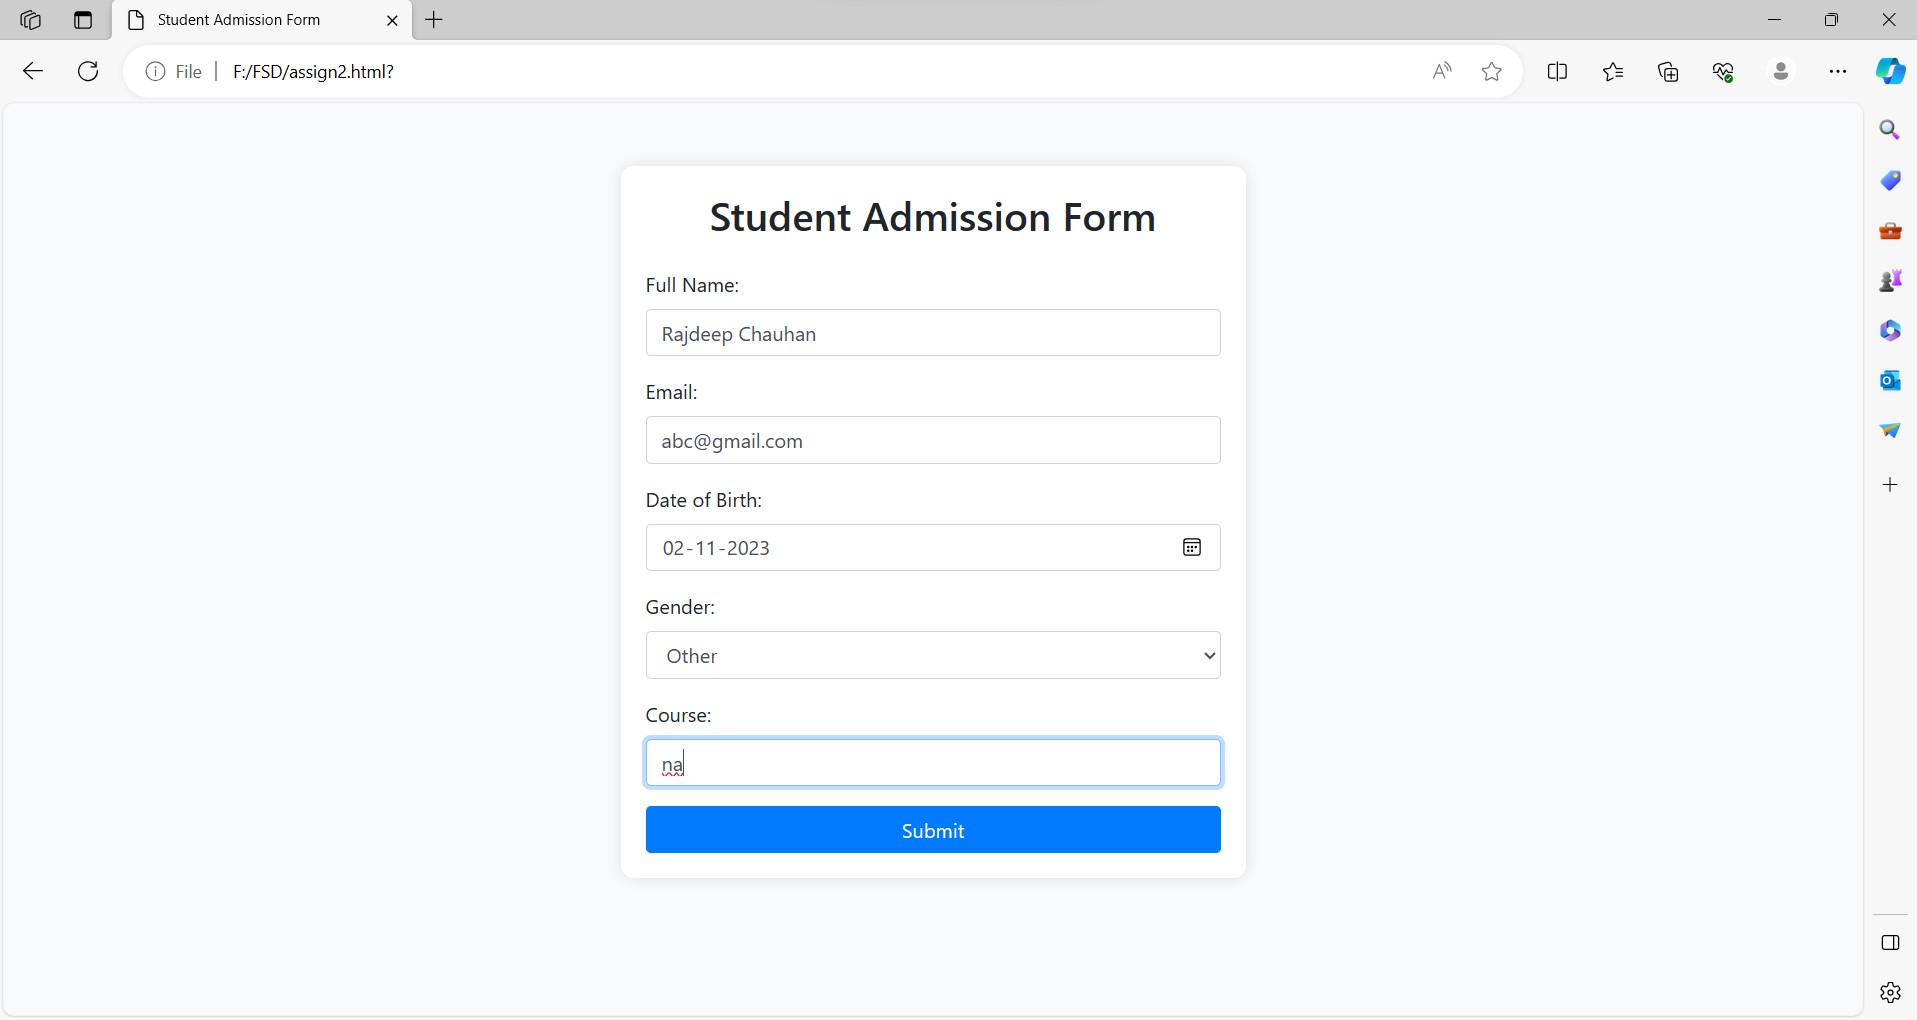 Student Admission Form
File F:/FSD/assign2.html?
Student Admission Form
Full Name:
Rajdeep Chauhan
Email:
abc@gmail.com
Date of Birth:
02-11-2023
Gender:
Other
Course:
na
Submit